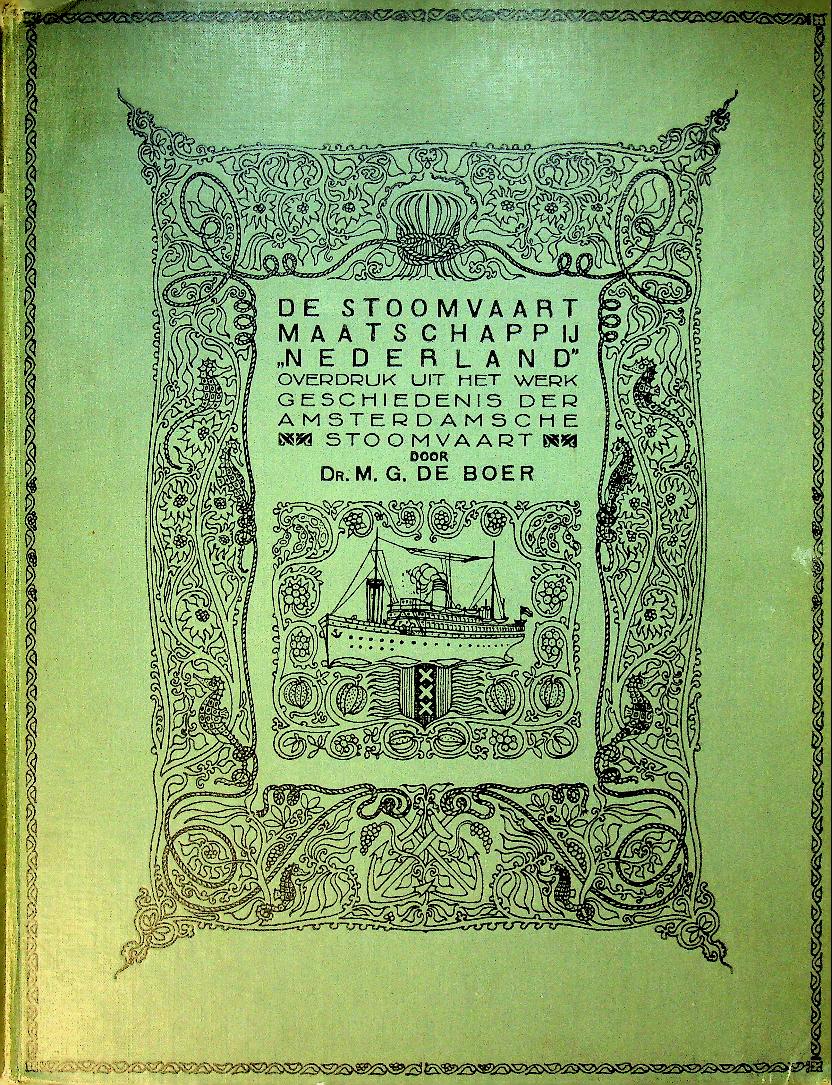 DE STOOMVAART
MAATSCHAPPIJ
„NEDERLAND”
OVERDRUK UIT HET WERK
GESCHIEDENIS DER
AMSTERDAMSCHE
STOOMVAART
DOOR
DR. M. G. DE BOER